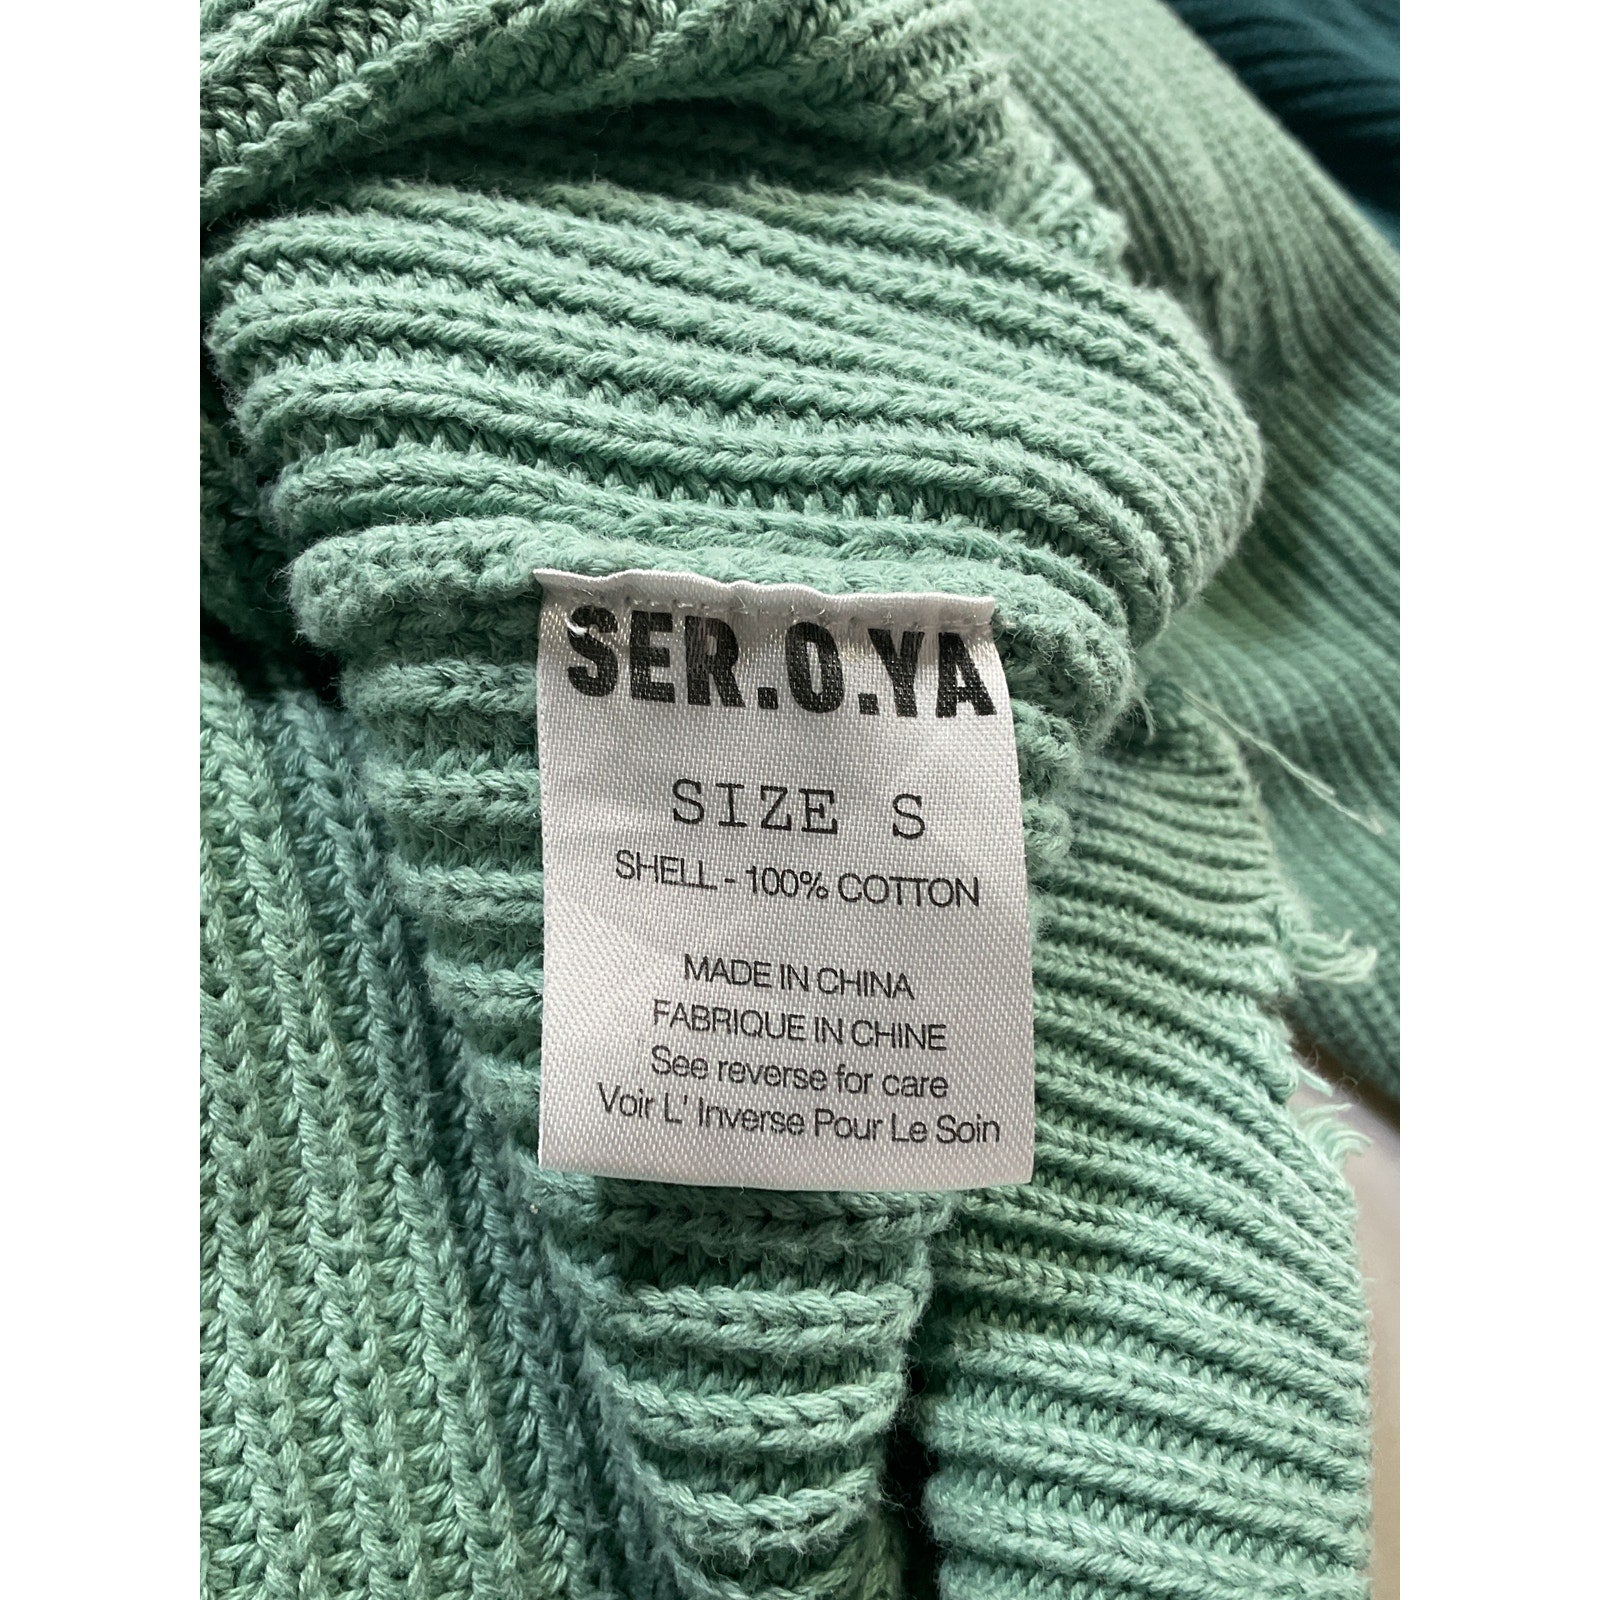 SER.O.YA
SIZE S
SHELL - 100% COTTON
MADE IN CHINA
FABRIQUE IN CHINE
See reverse for care
Voir L' Inverse Pour Le Soin